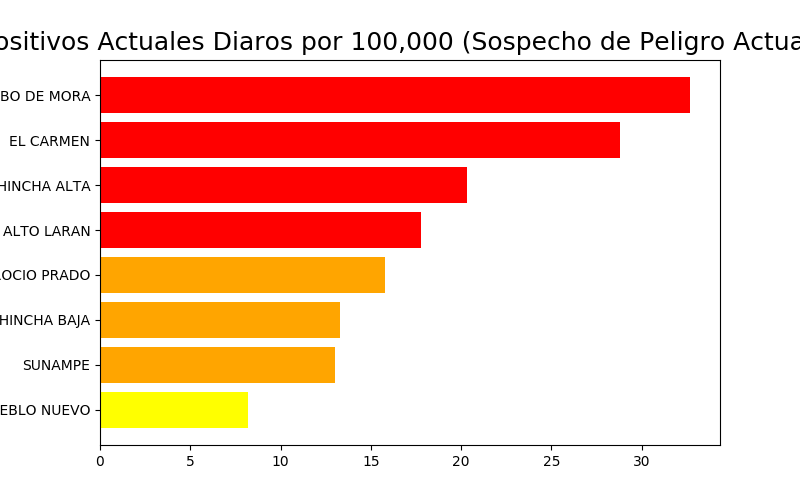 ositivos Actuales Diaros por 100,000 (Sospecho de Peligro Actua
BO DE MORA
EL CARMEN
HINCHA ALTA
ALTO LARAN
OCIO PRADO
HINCHA BAJA
SUNAMPE
EBLO NUEVO
0 5 10 15 20 25 30